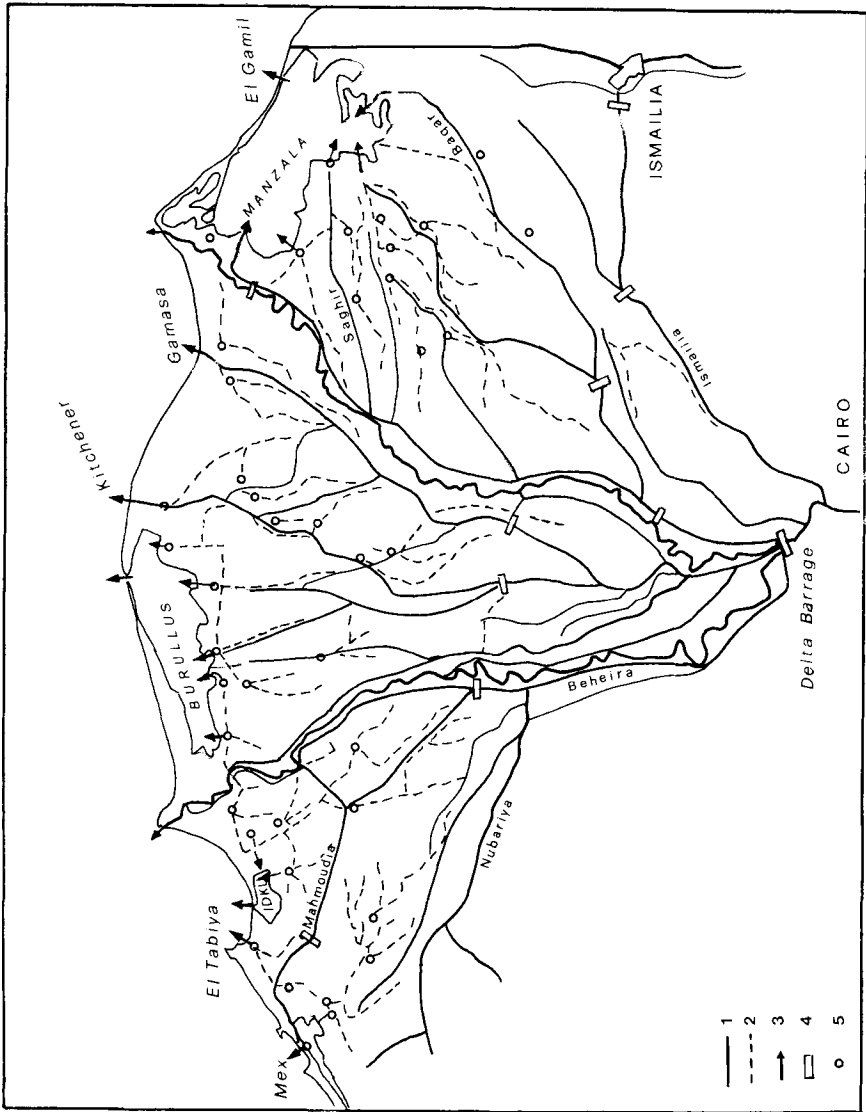 El Gamil
MANZALA
Gamasa
Kitchener
BURULLUS
IDKU
El Tabiya
Mex
Mahmoudia
Nubariya
Beheira
Saghir
Baqar
ISMAILIA
Ismailia
CAIRO
Delta Barrage
1
2
3
4
5